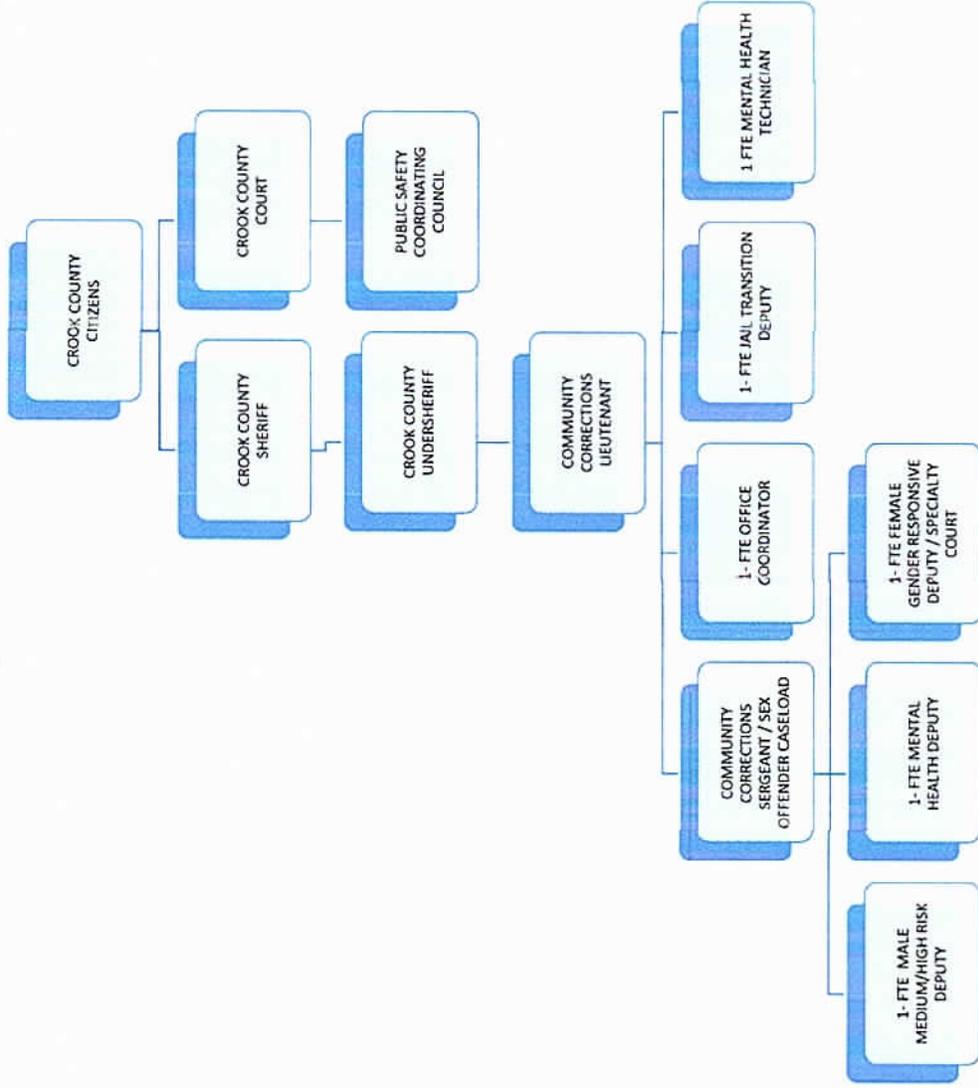 CROOK COUNTY
CITIZENS
CROOK COUNTY
SHERIFF
CROOK COUNTY
COURT
CROOK COUNTY
UNDERSHERIFF
PUBLIC SAFETY
COORDINATING
COUNCIL
COMMUNITY
CORRECTIONS
LIEUTENANT
COMMUNITY
CORRECTIONS
SERGEANT / SEX
OFFENDER CASELOAD
1- FTE OFFICE
COORDINATOR
1- FTE JAIL TRANSITION
DEPUTY
1 FTE MENTAL HEALTH
TECHNICIAN
1- FTE MALE
MEDIUM/HIGH RISK
DEPUTY
1- FTE MENTAL
HEALTH DEPUTY
1- FTE FEMALE
GENDER RESPONSIVE
DEPUTY / SPECIALTY
COURT